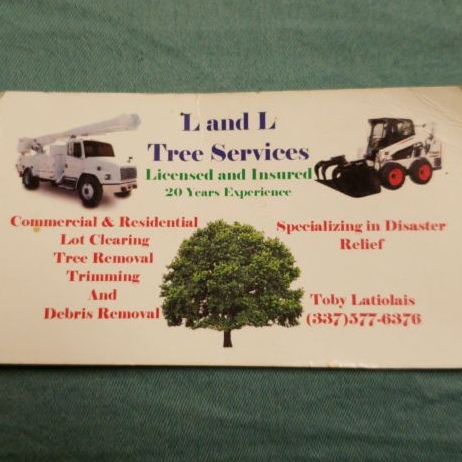 L and L
Tree Services
Licensed and Insured
20 Years Experience
Commercial & Residential
Lot Clearing
Tree Removal
Trimming
And
Debris Removal
Specializing in Disaster
Relief
Toby Latiolais
(337)577-6376